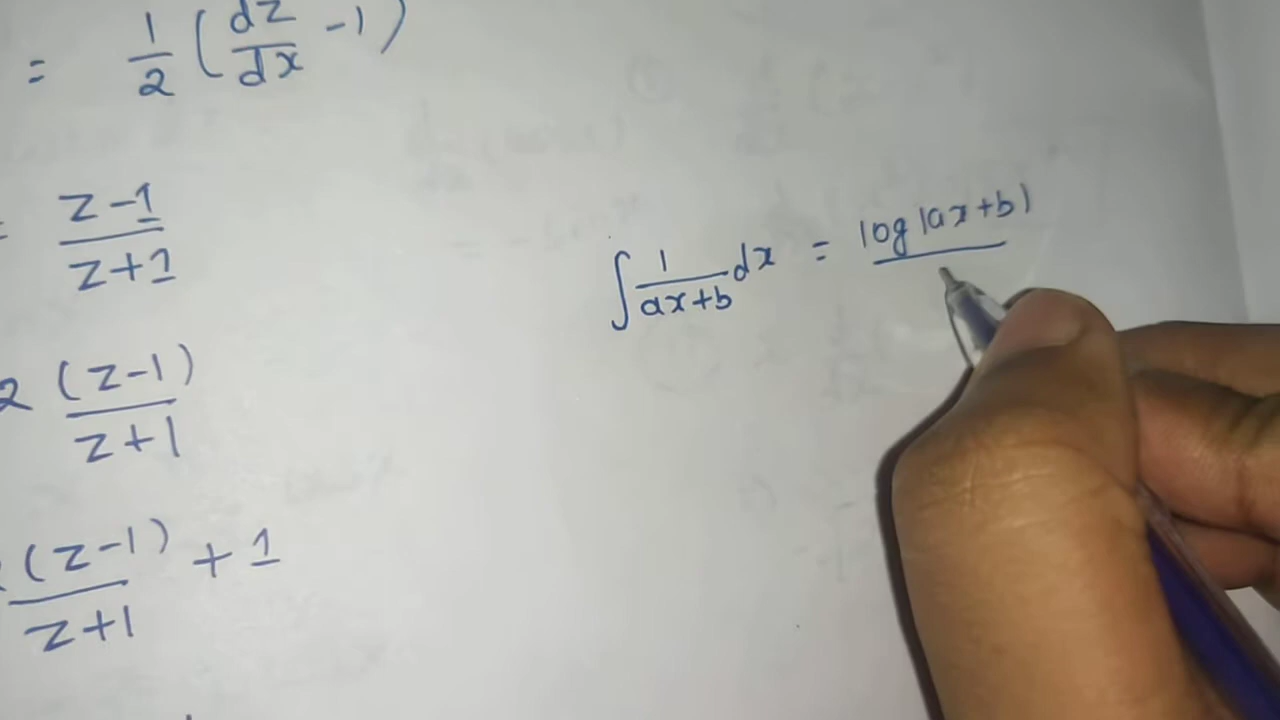 = 1/2 (dz/dx -1)
= z-1/z+1
2 (z-1)/z+1
(z-1)/z+1 + 1
∫ 1/ax+b dx = log|ax+b|/